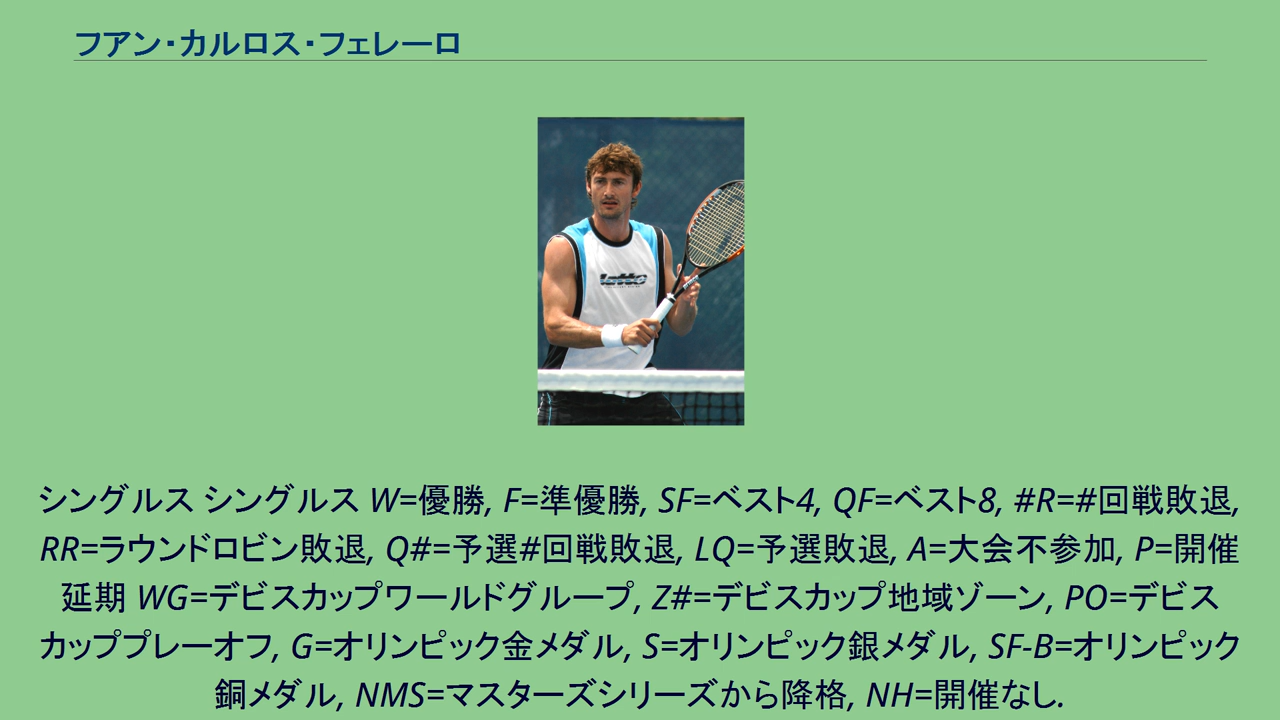 フアン・カルロス・フェレーロ
lotto
シングルス シングルス W=優勝, F=準優勝, SF=ベスト4, QF=ベスト8, #R=#回戦敗退,
RR=ラウンドロビン敗退, Q#=予選#回戦敗退, LQ=予選敗退, A=大会不参加, P=開催
延期 WG=デビスカップワールドグループ, Z#=デビスカップ地域ゾーン, PO=デビス
カッププレーオフ, G=オリンピック金メダル, S=オリンピック銀メダル, SF-B=オリンピック
銅メダル, NMS=マスターズシリーズから降格, NH=開催なし.